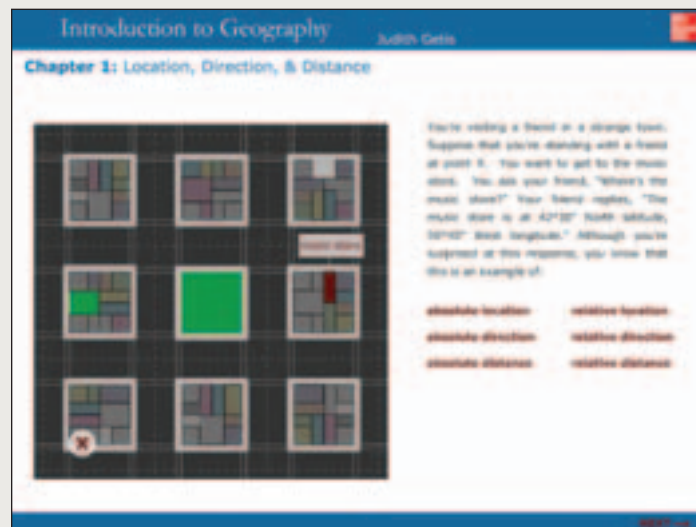 Introduction to Geography
Judith Getis
Chapter 1: Location, Direction, & Distance
You're visiting a friend in a strange town.
Suppose that you're standing with a friend
at point X. You want to get to the music
store. You ask your friend, "Where's the
music store?" Your friend replies, "The
music store is at 42°30" North latitude,
West longitude." Although you're
surprised at this response, you know that
this is an example of:
music store
X
absolute location
relative location
absolute direction
relative direction
absolute distance
relative distance